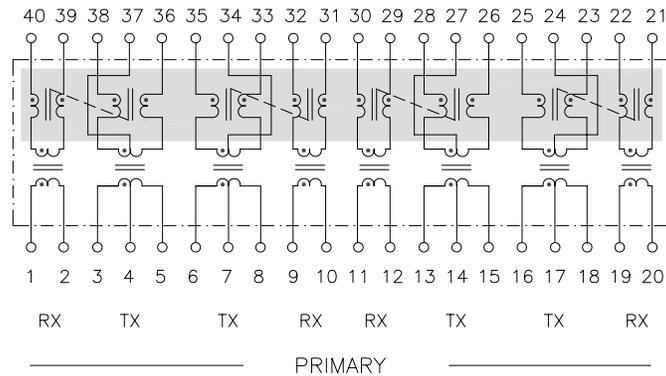 40 39 38 37 36 35 34 33 32 31 30 29 28 27 26 25 24 23 22 21
1 2 3 4 5 6 7 8 9 10 11 12 13 14 15 16 17 18 19 20
RX TX TX RX RX TX TX RX
PRIMARY